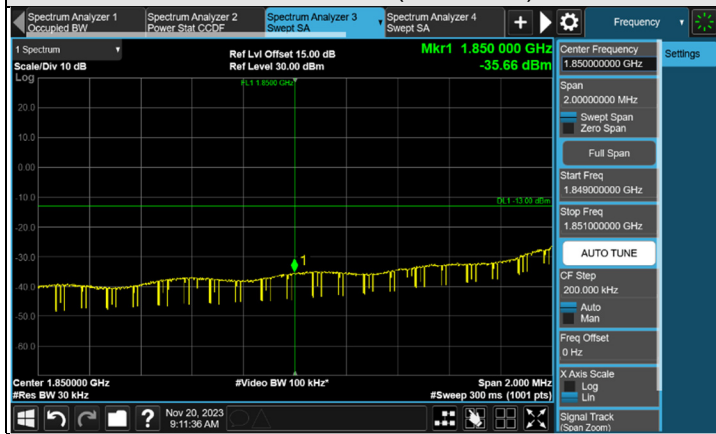 Spectrum Analyzer 1
Occupied BW
Spectrum Analyzer 2
Power Stat CCDF
Spectrum Analyzer 3
Swept SA
Spectrum Analyzer 4
Swept SA
+
Frequency
1 Spectrum
Scale/Div 10 dB
Log
Ref Lvl Offset 15.00 dB
Ref Level 30.00 dBm
Mkr1 1.850 000 GHz
-35.66 dBm
FL1 1.8500 GHz
20.0
10.0
0.00
-10.0
DL1 -13.00 dBm
-20.0
-30.0
1
-40.0
-50.0
-60.0
Center 1.850000 GHz
#Res BW 30 kHz
#Video BW 100 kHz*
Span 2.000 MHz
#Sweep 300 ms (1001 pts)
Center Frequency
1.850000000 GHz
Settings
Span
2.00000000 MHz
Swept Span
Zero Span
Full Span
Start Freq
1.849000000 GHz
Stop Freq
1.851000000 GHz
AUTO TUNE
CF Step
200.000 kHz
Auto
Man
Freq Offset
0 Hz
X Axis Scale
Log
Lin
Signal Track
(Span Zoom)
?
Nov 20, 2023
9:11:36 AM